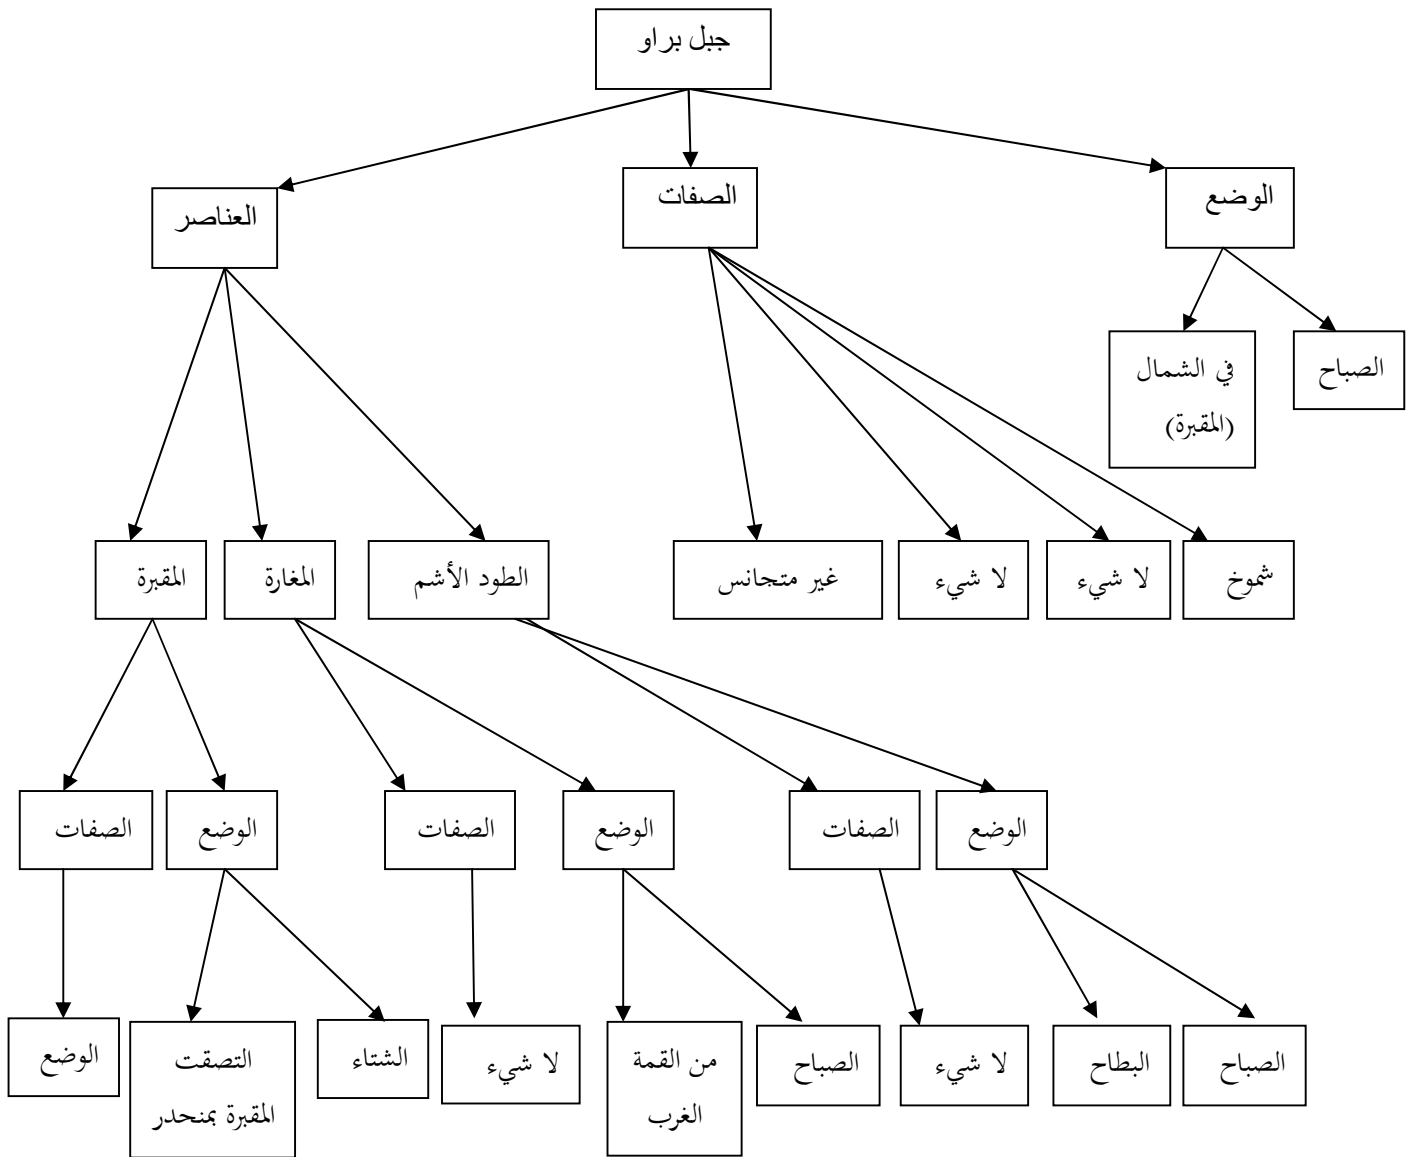 جبل براو
الوضع
الصفات
العناصر
الصباح
في الشمال
(المقبرة)
شموخ
لا شيء
لا شيء
غير متجانس
الطود الأشم
المغارة
المقبرة
الوضع
الصفات
الوضع
الصفات
الوضع
الصفات
الصباح
البطاح
لا شيء
الصباح
من القمة
الغرب
لا شيء
الشتاء
التصقت
المقبرة بمنحدر
الوضع